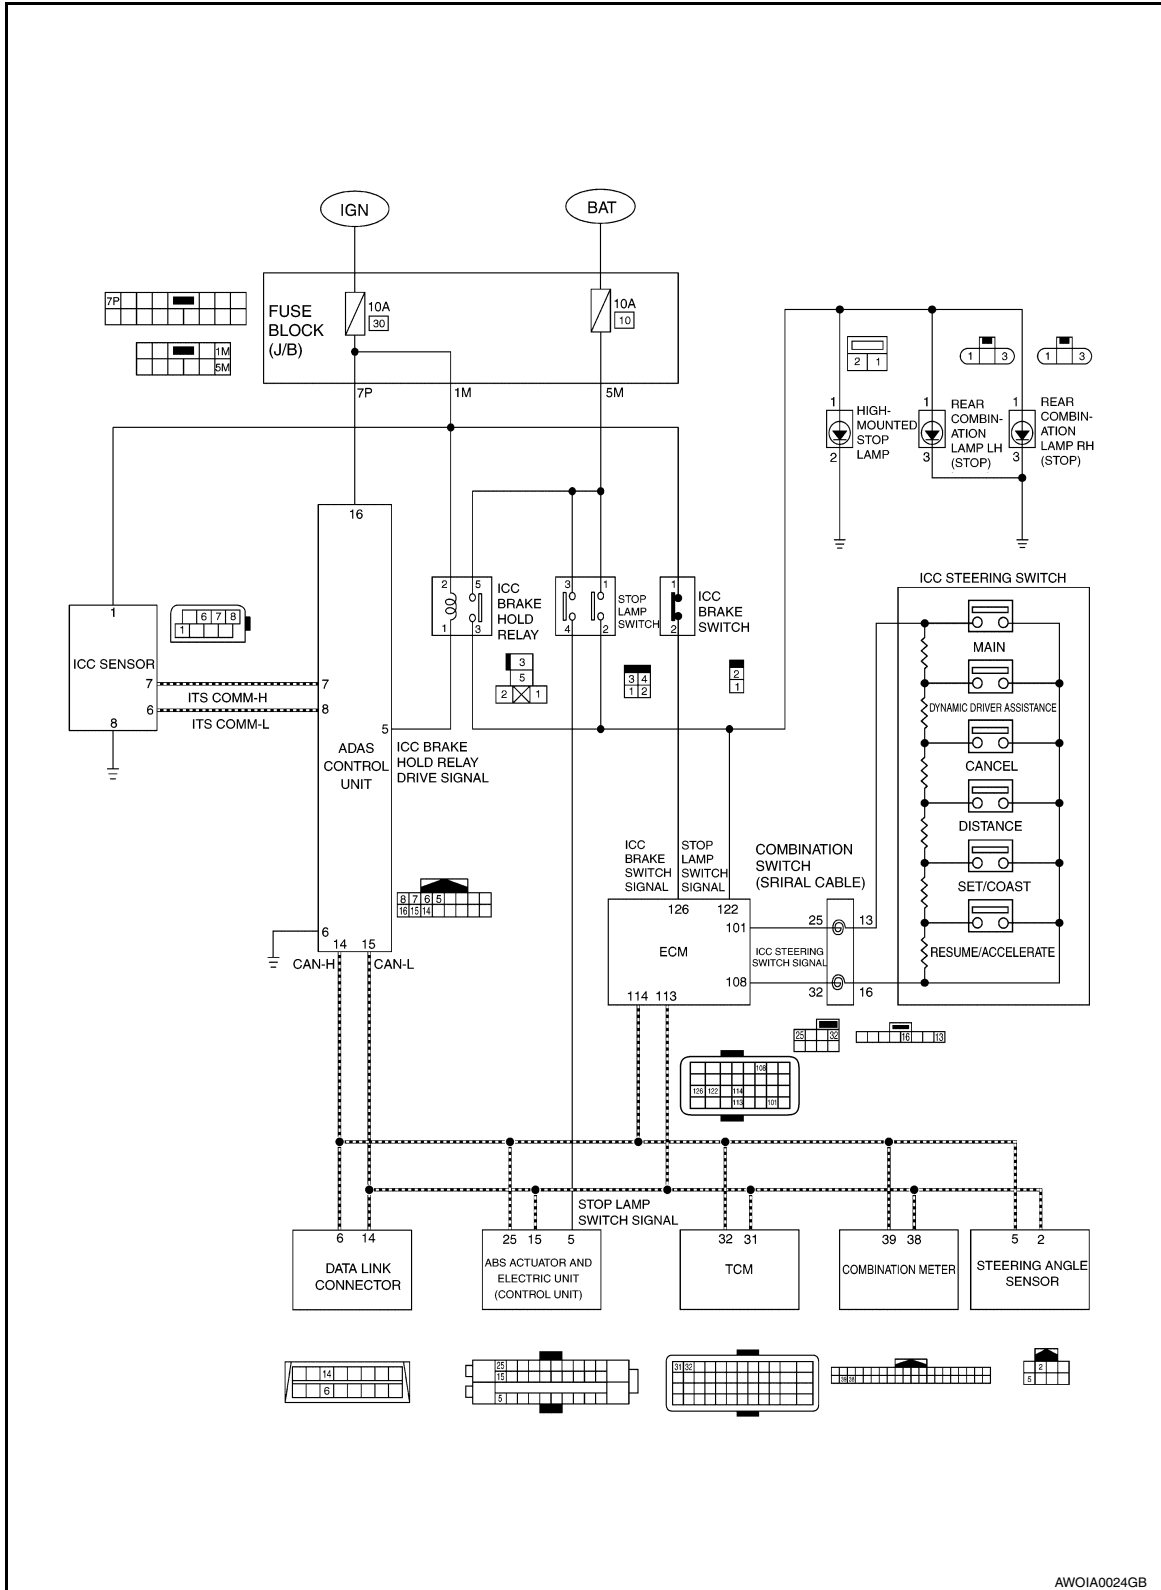 IGN
BAT
7P
1M
5M
FUSE
BLOCK
(J/B)
10A
30
10A
10
7P
1M
5M
2 1
1 3
1 3
1
HIGH-
MOUNTED
STOP
LAMP
2
1
REAR
COMBIN-
ATION
LAMP LH
(STOP)
3
1
REAR
COMBIN-
ATION
LAMP RH
(STOP)
3
16
2 5
ICC
BRAKE
HOLD
RELAY
1 3
3 1
STOP
LAMP
SWITCH
4 2
1
ICC
BRAKE
SWITCH
2
ICC STEERING SWITCH
MAIN
DYNAMIC DRIVER ASSISTANCE
CANCEL
DISTANCE
SET/COAST
RESUME/ACCELERATE
1
ICC SENSOR
7
6
8
6 7 8
1
ITS COMM-H
ITS COMM-L
7
8
3
5
2 1
3 4
1 2
2
1
5
ADAS
CONTROL
UNIT
ICC BRAKE
HOLD RELAY
DRIVE SIGNAL
8 7 6 5
16 15 14
6
14 15
CAN-H
CAN-L
ICC
BRAKE
SWITCH
SIGNAL
STOP
LAMP
SWITCH
SIGNAL
COMBINATION
SWITCH
(SRIRAL CABLE)
126 122
101
ECM
108
114 113
25 13
ICC STEERING
SWITCH SIGNAL
32 16
25 32
16 13
108
126 122 114
113 101
STOP LAMP
SWITCH SIGNAL
6 14
DATA LINK
CONNECTOR
25 15 5
ABS ACTUATOR AND
ELECTRIC UNIT
(CONTROL UNIT)
32 31
TCM
39 38
COMBINATION METER
5 2
STEERING ANGLE
SENSOR
14
6
25
15
5
31 32
39 38
2
5
AWOIA0024GB